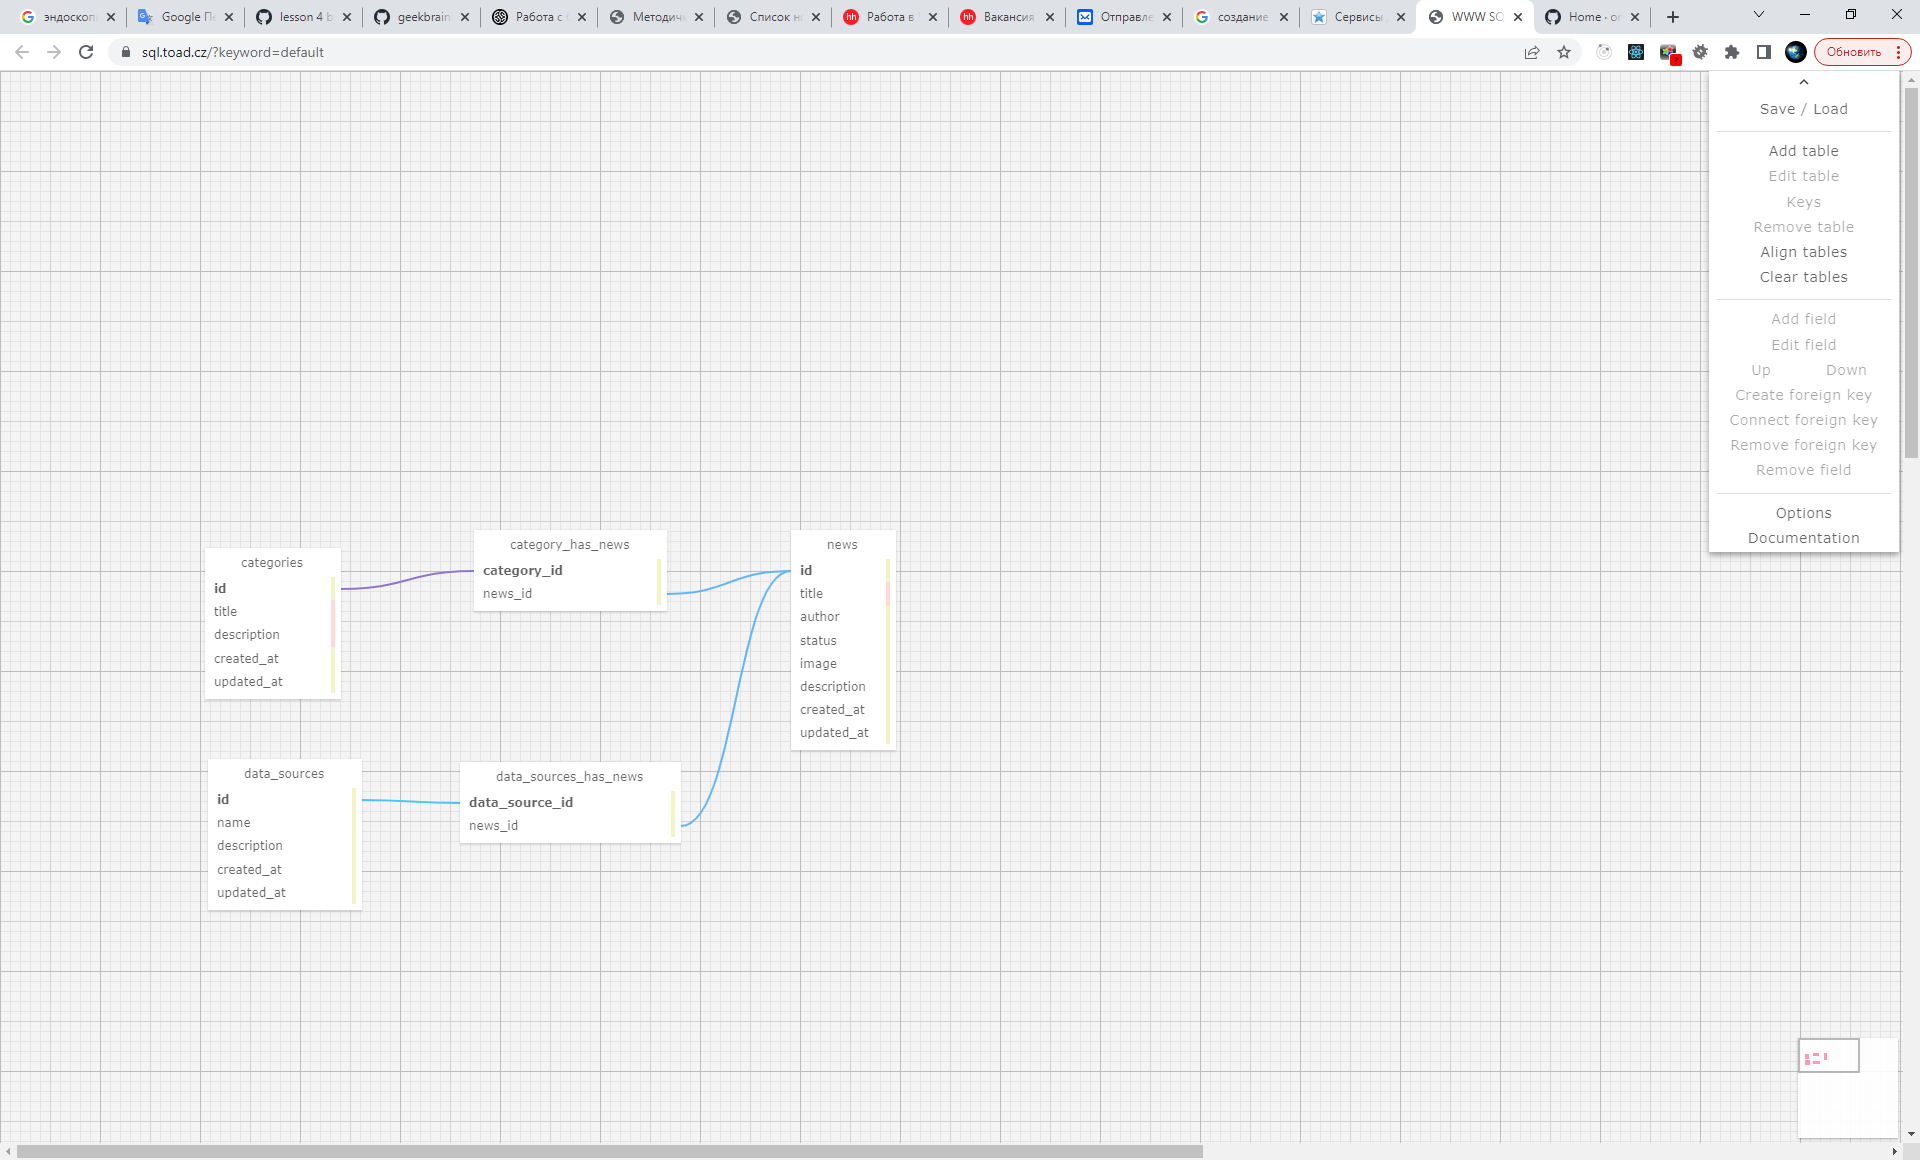 эндоскоп
Google П
lesson 4 b
geekbrain
Работа с
Методич
Список н
Работа в
Вакансия
Отправле
создание
Сервисы
WWW SQ
Home · or
sql.toad.cz/?keyword=default
Обновить
Save / Load
Add table
Edit table
Keys
Remove table
Align tables
Clear tables
Add field
Edit field
Up Down
Create foreign key
Connect foreign key
Remove foreign key
Remove field
Options
Documentation
categories
id
title
description
created_at
updated_at
category_has_news
category_id
news_id
news
id
title
author
status
image
description
created_at
updated_at
data_sources
id
name
description
created_at
updated_at
data_sources_has_news
data_source_id
news_id